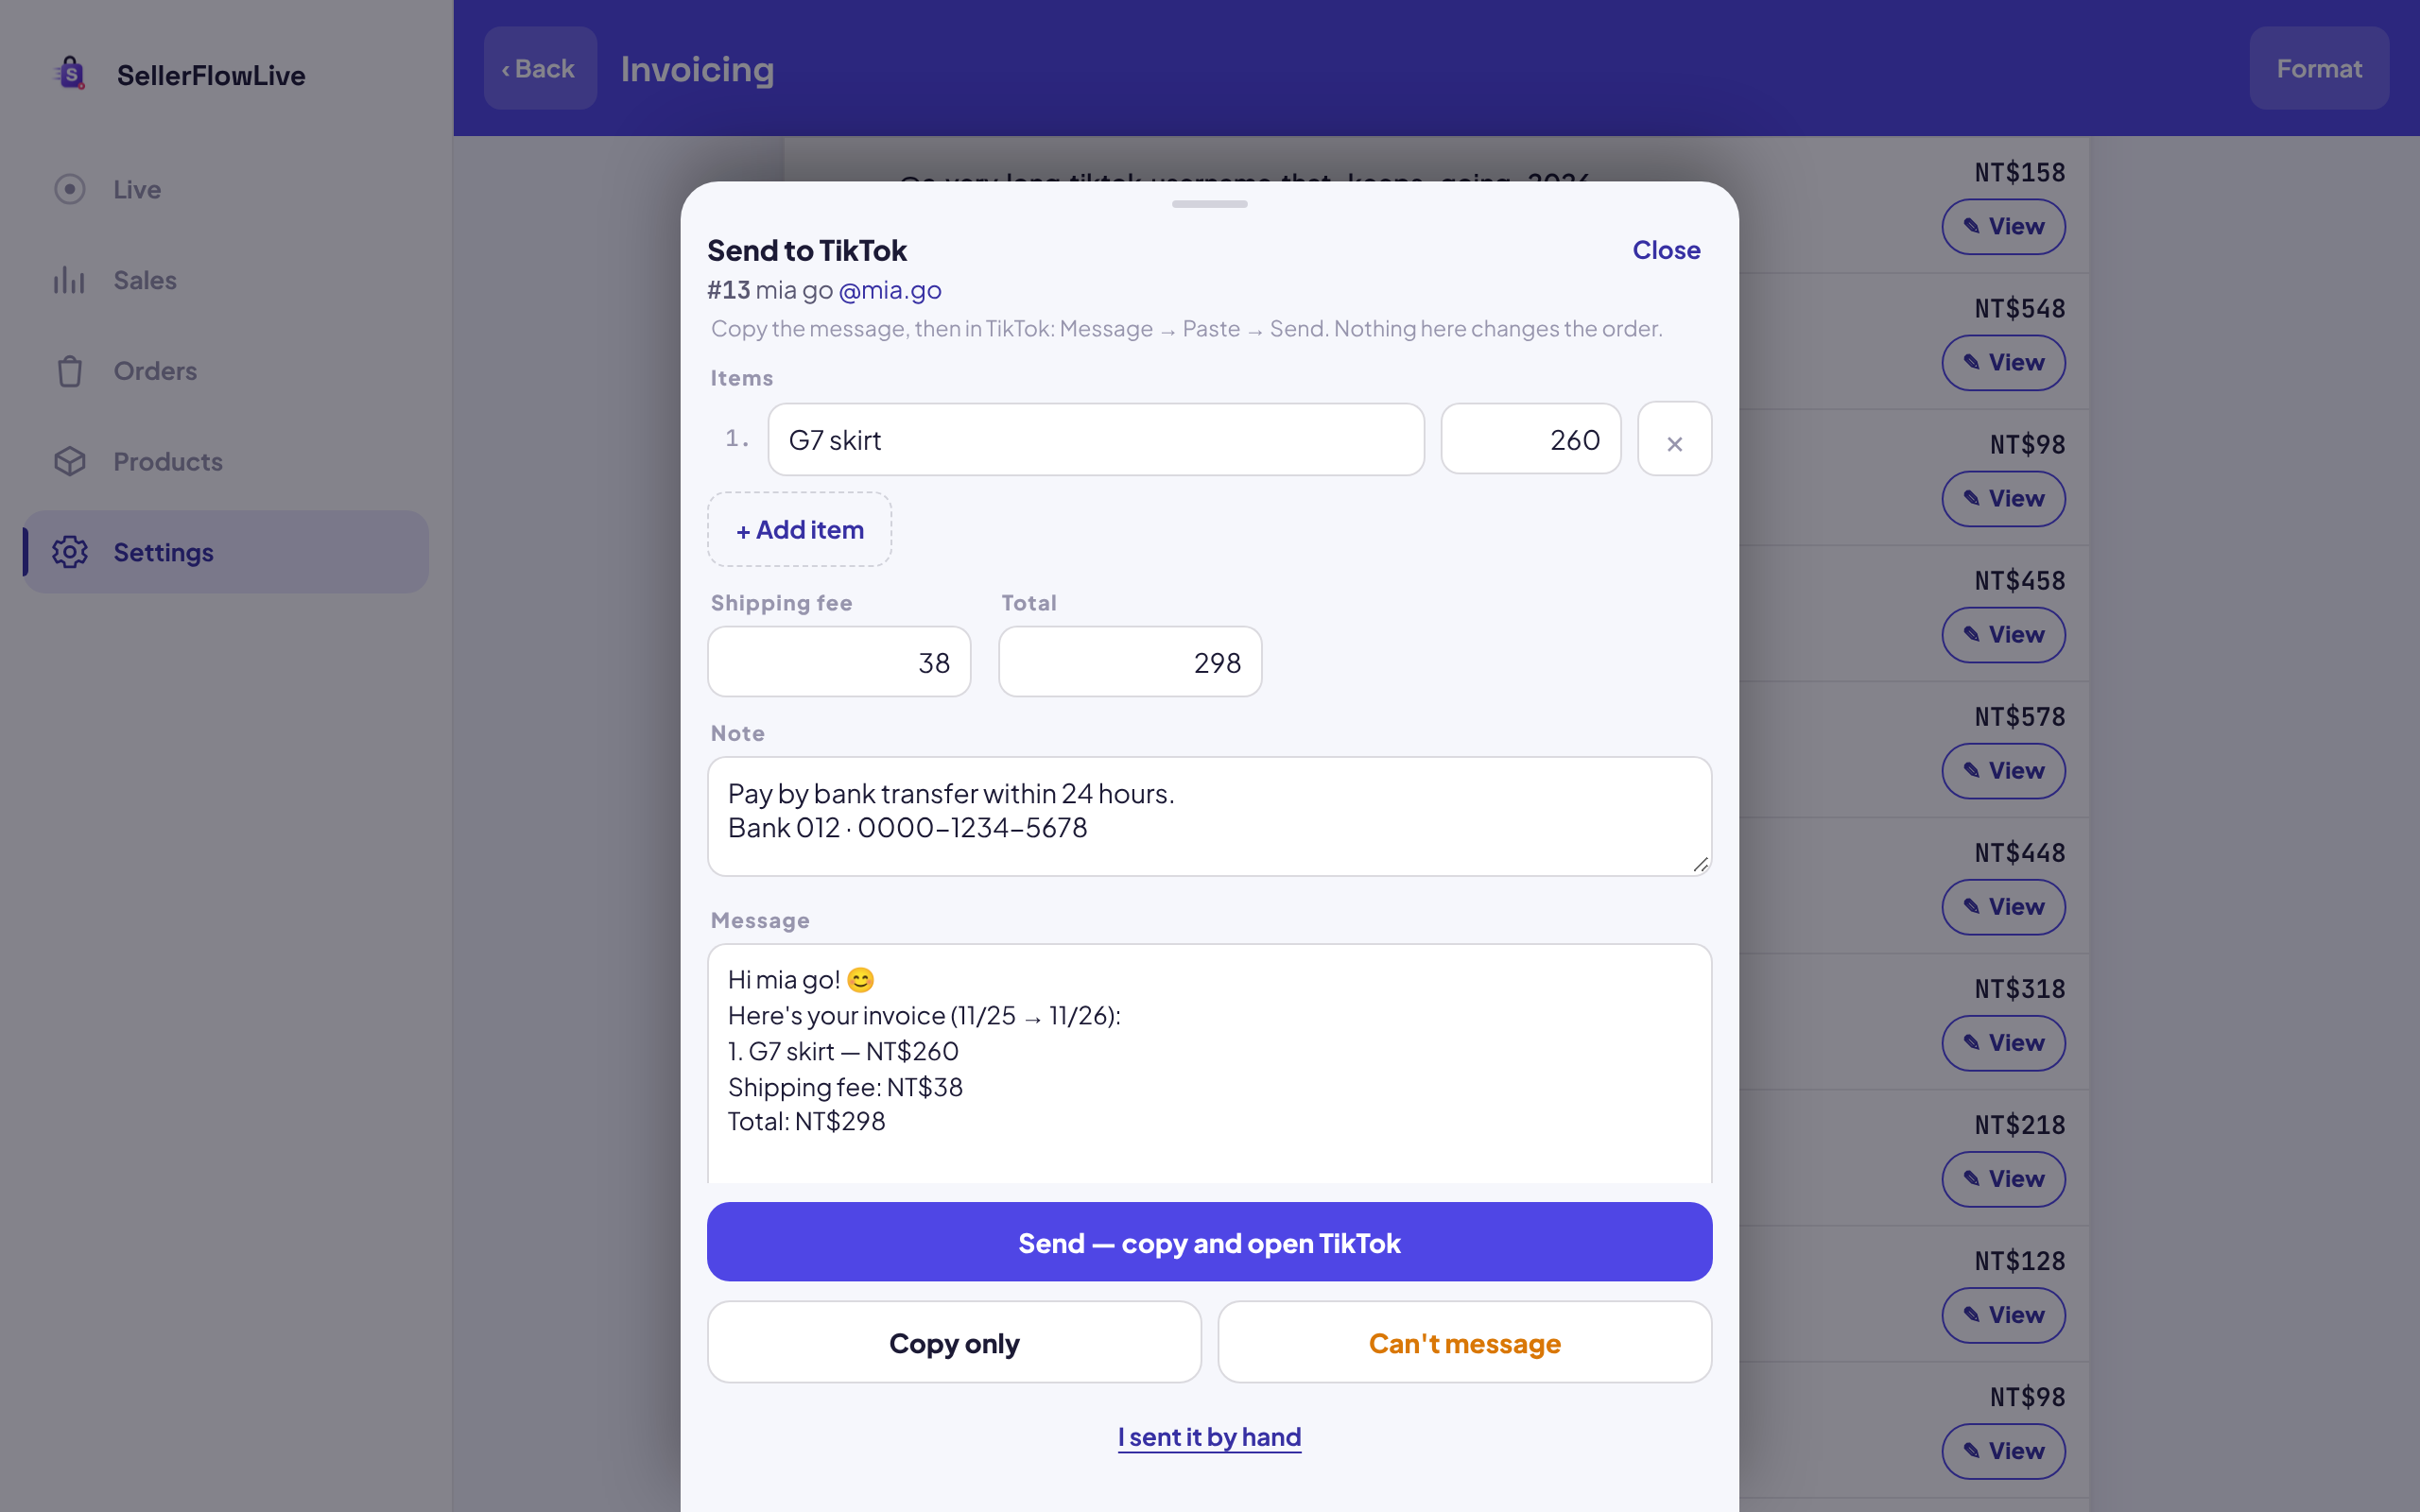 SellerFlowLive
Live
Sales
Orders
Products
Settings
‹ Back
Invoicing
Format
Send to TikTok
Close
#13 mia go @mia.go
Copy the message, then in TikTok: Message → Paste → Send. Nothing here changes the order.
Items
1. G7 skirt 260 ×
+ Add item
Shipping fee Total
38 298
Note
Pay by bank transfer within 24 hours.
Bank 012 · 0000-1234-5678
Message
Hi mia go! 😊
Here's your invoice (11/25 → 11/26):
1. G7 skirt — NT$260
Shipping fee: NT$38
Total: NT$298
Send — copy and open TikTok
Copy only
Can't message
I sent it by hand
NT$158
✎ View
NT$548
✎ View
NT$98
✎ View
NT$458
✎ View
NT$578
✎ View
NT$448
✎ View
NT$318
✎ View
NT$218
✎ View
NT$128
✎ View
NT$98
✎ View